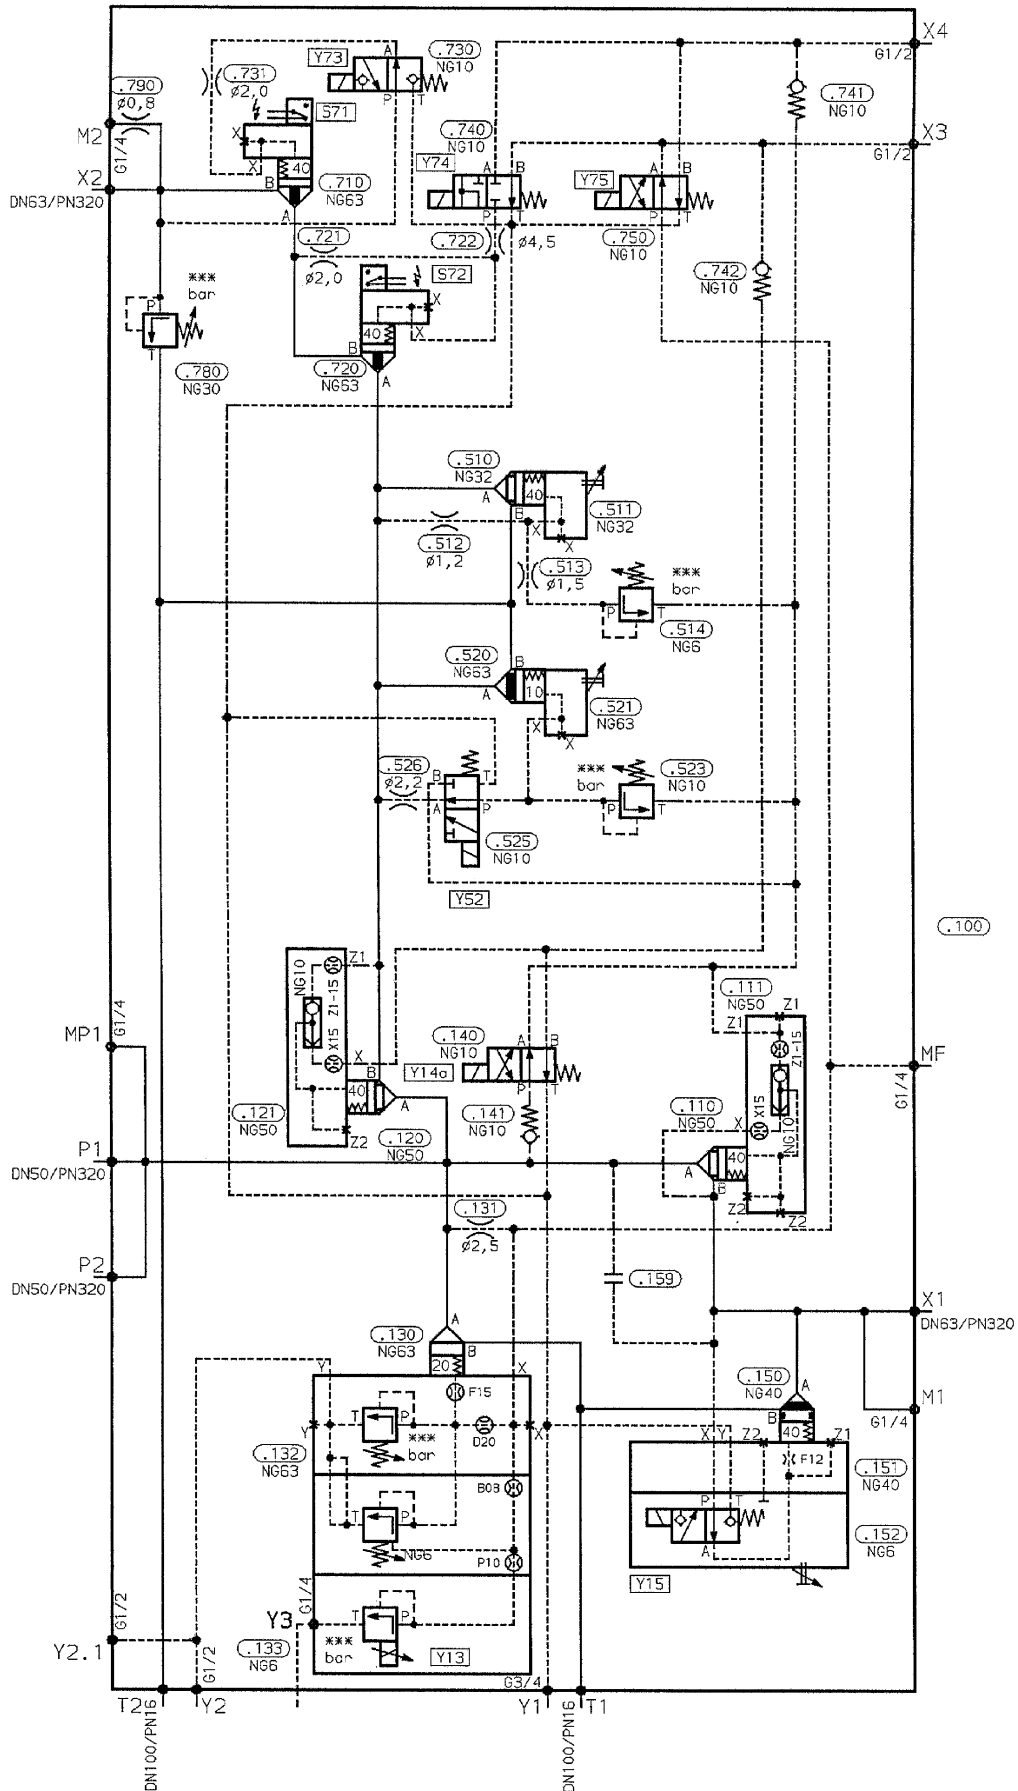 X4
G1/2
Y73
A
.730
NG10
P
T
.731
ø2,0
.790
ø0,8
M2
G1/4
S71
X
X
40
B
A
.710
NG63
X2
DN63/PN320
.741
NG10
X3
G1/2
.740
NG10
Y74
A
B
P
T
Y75
A
B
P
T
.750
NG10
.721
ø2,0
.722
ø4,5
.742
NG10
S72
X
X
40
B
A
.720
NG63
***
bar
P
T
.780
NG30
.510
NG32
A
B
40
X
X
.511
NG32
.512
ø1,2
.513
ø1,5
***
bar
P
T
.514
NG6
.520
NG63
A
B
10
X
X
.521
NG63
.526
ø2,2
B
T
A
P
.525
NG10
Y52
***
bar
.523
NG10
P
T
.100
NG10
Z1-15
Z1
X15
X
B
40
A
Z2
.121
NG50
.120
NG50
MP1
G1/4
.140
NG10
Y14a
A
B
P
T
.141
NG10
.111
NG50
Z1
Z1
Z1-15
X15
NG10
X
.110
NG50
A
B
40
Z2
Z2
MF
G1/4
P1
DN50/PN320
P2
DN50/PN320
.131
ø2,5
.159
X1
DN63/PN320
M1
G1/4
.130
NG63
A
B
20
Y
X
F15
Y
T
P
***
bar
D20
X
.132
NG63
B08
T
P
NG6
P10
G1/4
Y3
T
P
***
bar
Y13
.133
NG6
G3/4
.150
NG40
A
B
40
X
Y
Z2
Z1
F12
.151
NG40
P
T
A
.152
NG6
Y15
G1/2
Y2.1
G1/2
T2
DN100/PN16
Y2
Y1
DN100/PN16
T1